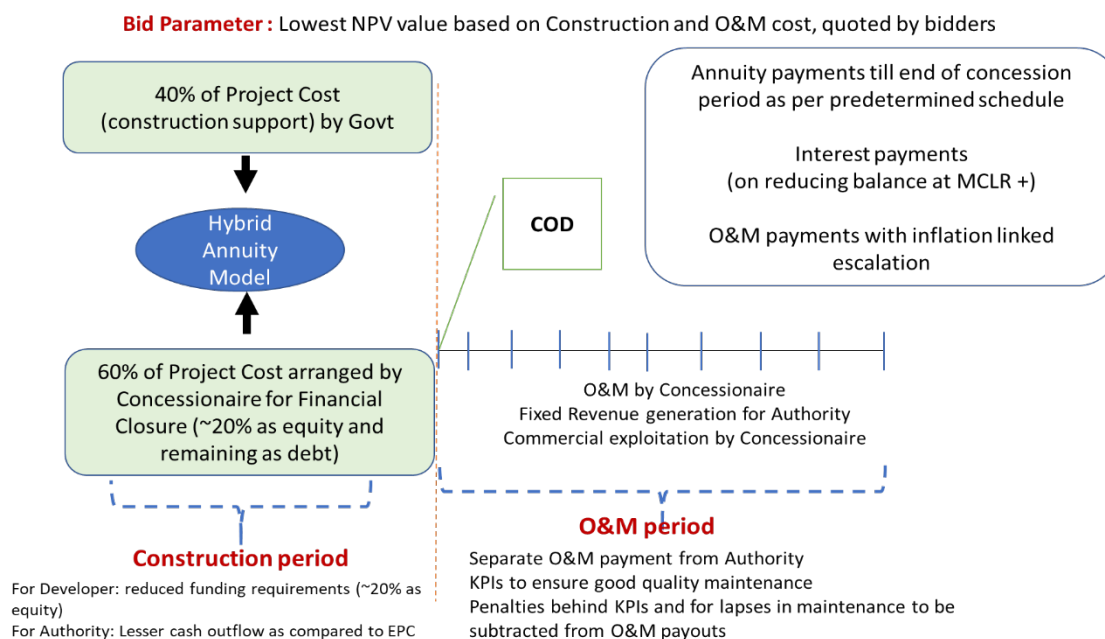 Bid Parameter : Lowest NPV value based on Construction and O&M cost, quoted by bidders
40% of Project Cost
(construction support) by Govt
Hybrid
Annuity
Model
60% of Project Cost arranged by
Concessionaire for Financial
Closure (~20% as equity and
remaining as debt)
Construction period
For Developer: reduced funding requirements (~20% as
equity)
For Authority: Lesser cash outflow as compared to EPC
COD
Annuity payments till end of concession
period as per predetermined schedule
Interest payments
(on reducing balance at MCLR +)
O&M payments with inflation linked
escalation
O&M by Concessionaire
Fixed Revenue generation for Authority
Commercial exploitation by Concessionaire
O&M period
Separate O&M payment from Authority
KPIs to ensure good quality maintenance
Penalties behind KPIs and for lapses in maintenance to be
subtracted from O&M payouts